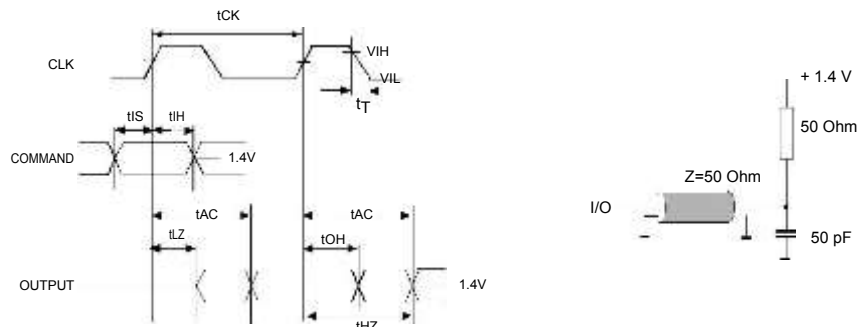 tCK
CLK
VIH
VIL
tT
tIS
tIH
COMMAND
1.4V
tAC
tAC
tLZ
tOH
OUTPUT
1.4V
tHZ
+ 1.4 V
50 Ohm
Z=50 Ohm
I/O
50 pF